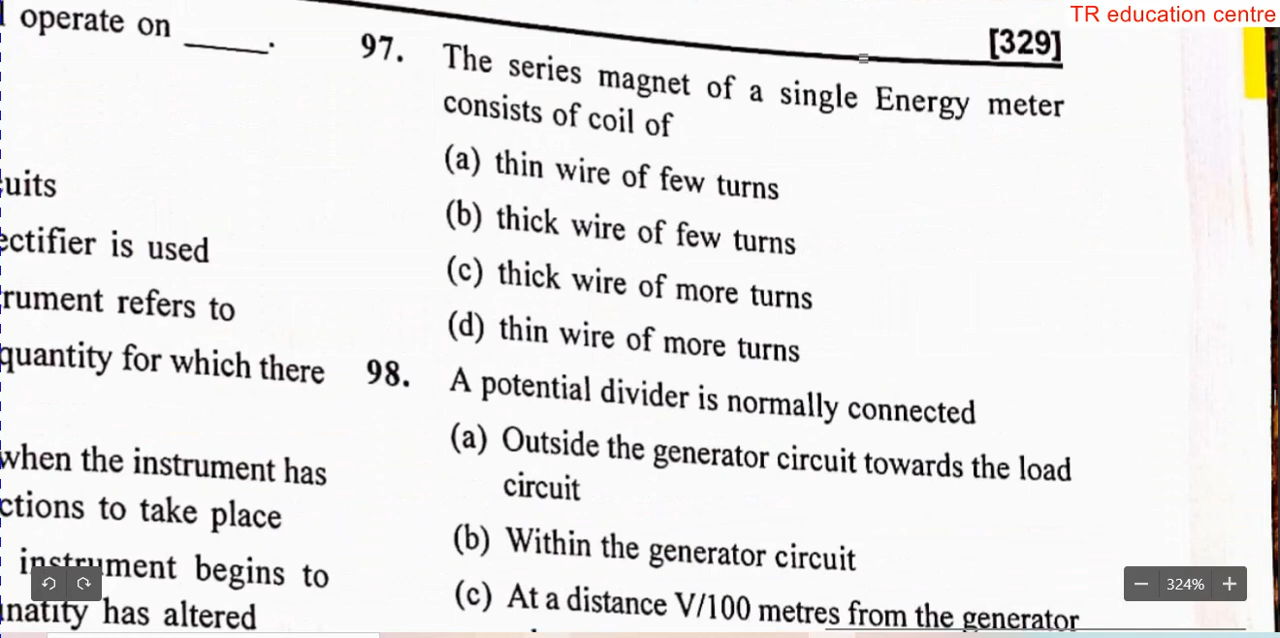 TR education centre
[329]
operate on ____.
uits
ectifier is used
rument refers to
quantity for which there
when the instrument has
ctions to take place
instrument begins to
has altered
97. The series magnet of a single Energy meter
consists of coil of
(a) thin wire of few turns
(b) thick wire of few turns
(c) thick wire of more turns
(d) thin wire of more turns
98. A potential divider is normally connected
(a) Outside the generator circuit towards the load
circuit
(b) Within the generator circuit
(c) At a distance V/100 metres from the generator
324%